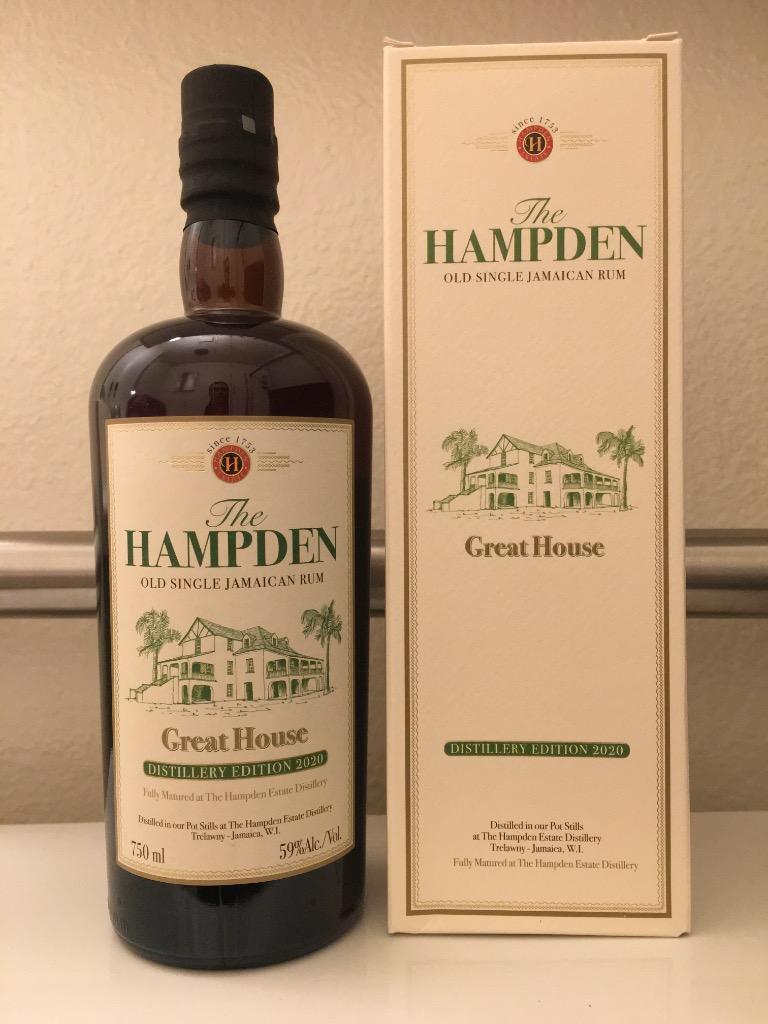 since 1753
HAMPDEN
H
The
HAMPDEN
OLD SINGLE JAMAICAN RUM
Great House
DISTILLERY EDITION 2020
Fully Matured at The Hampden Estate Distillery
Distilled in our Pot Stills at The Hampden Estate Distillery
Trelawny - Jamaica, W.I.
750 ml
59%Alc./Vol.
since 1753
HAMPDEN
H
The
HAMPDEN
OLD SINGLE JAMAICAN RUM
Great House
DISTILLERY EDITION 2020
Distilled in our Pot Stills
at The Hampden Estate Distillery
Trelawny - Jamaica, W.I.
Fully Matured at The Hampden Estate Distillery